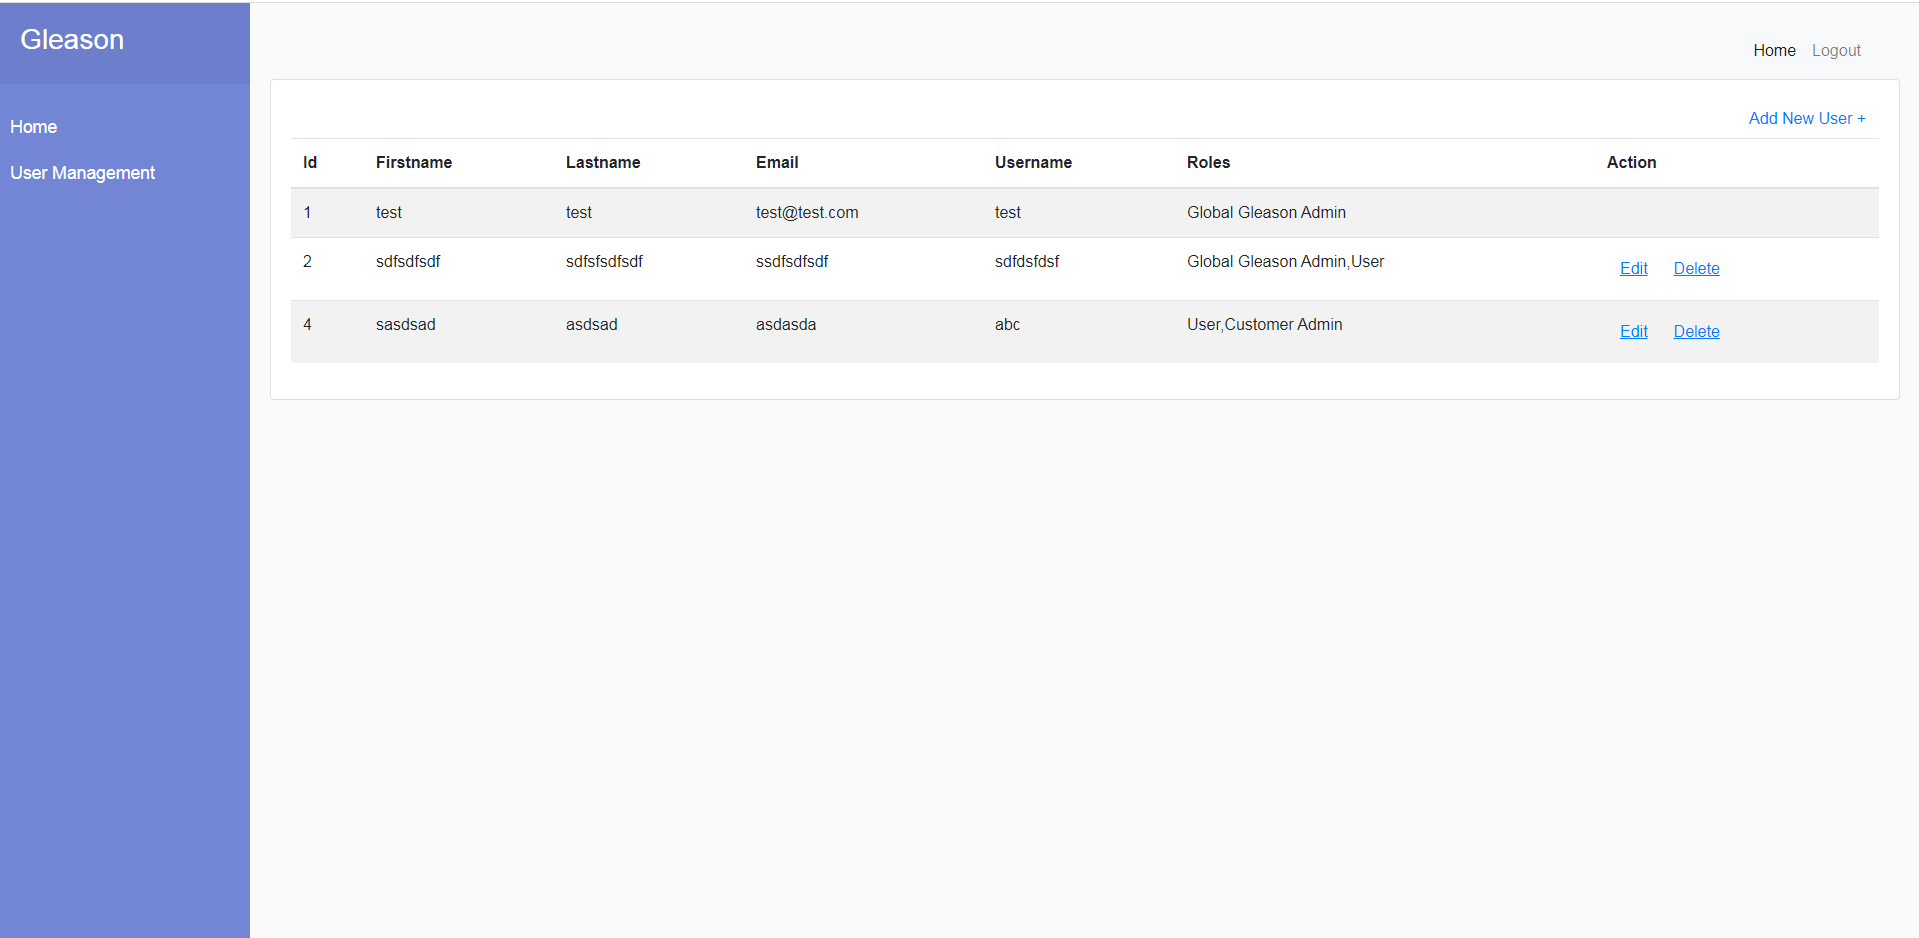 Gleason
Home Logout
Home
User Management
Add New User +
Id Firstname Lastname Email Username Roles Action
1 test test test@test.com test Global Gleason Admin
2 sdfsdfsdf sdfsfsdfsdf ssdfsdfsdf sdfdsfdsf Global Gleason Admin,User Edit Delete
4 sasdsad asdsad asdasda abc User,Customer Admin Edit Delete